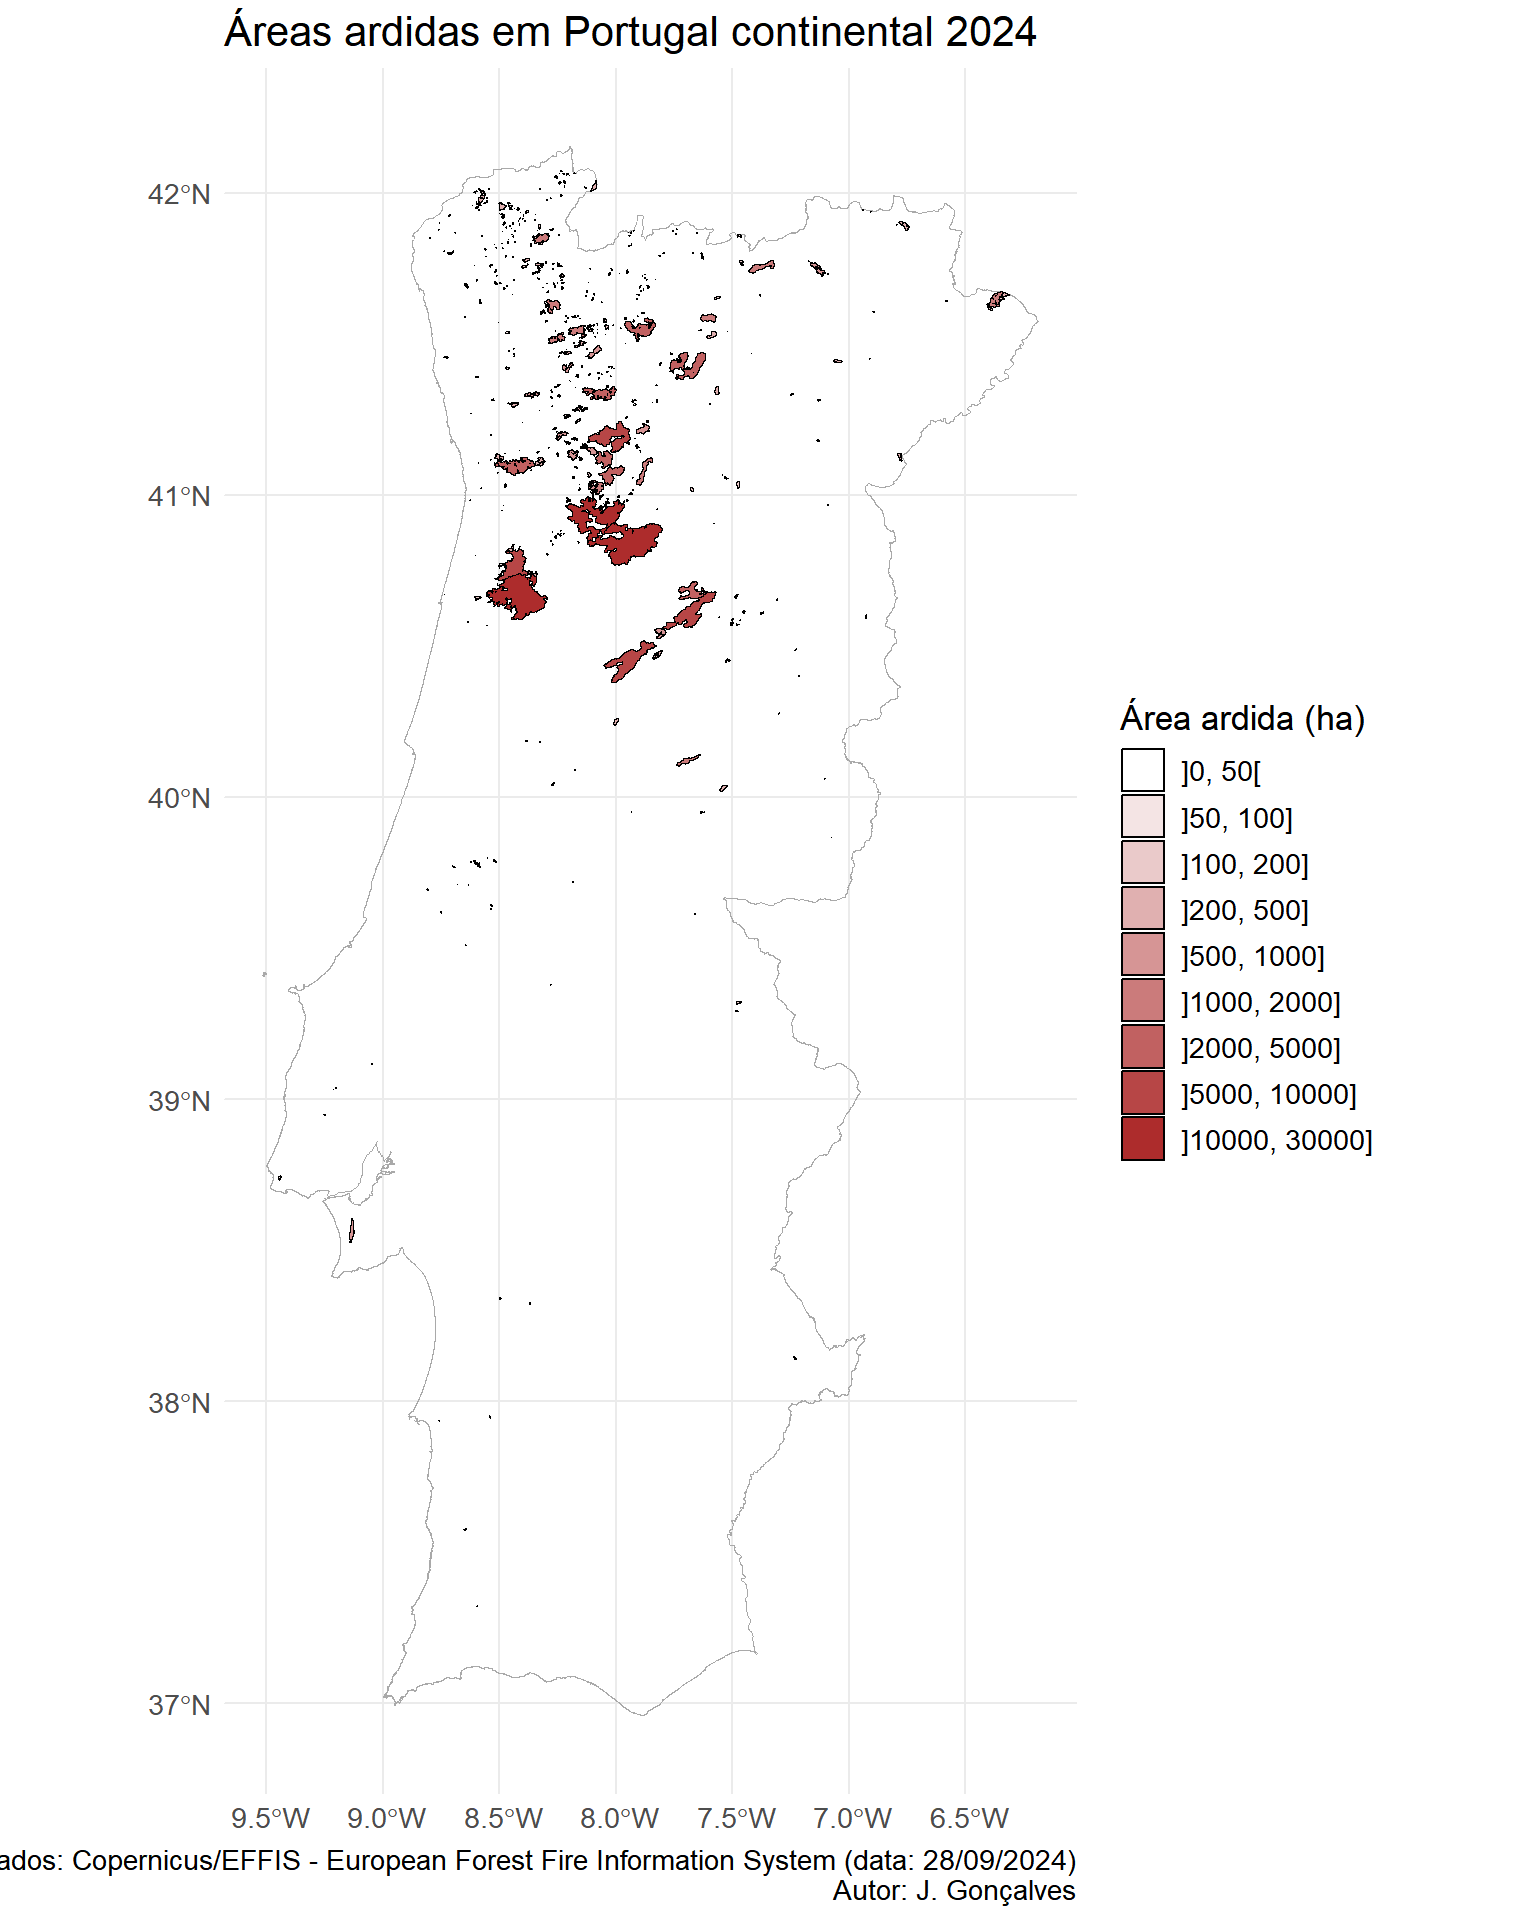 Áreas ardidas em Portugal continental 2024
42°N
41°N
40°N
39°N
38°N
37°N
9.5°W 9.0°W 8.5°W 8.0°W 7.5°W 7.0°W 6.5°W
Área ardida (ha)
]0, 50[
]50, 100]
]100, 200]
]200, 500]
]500, 1000]
]1000, 2000]
]2000, 5000]
]5000, 10000]
]10000, 30000]
ados: Copernicus/EFFIS - European Forest Fire Information System (data: 28/09/2024)
Autor: J. Gonçalves